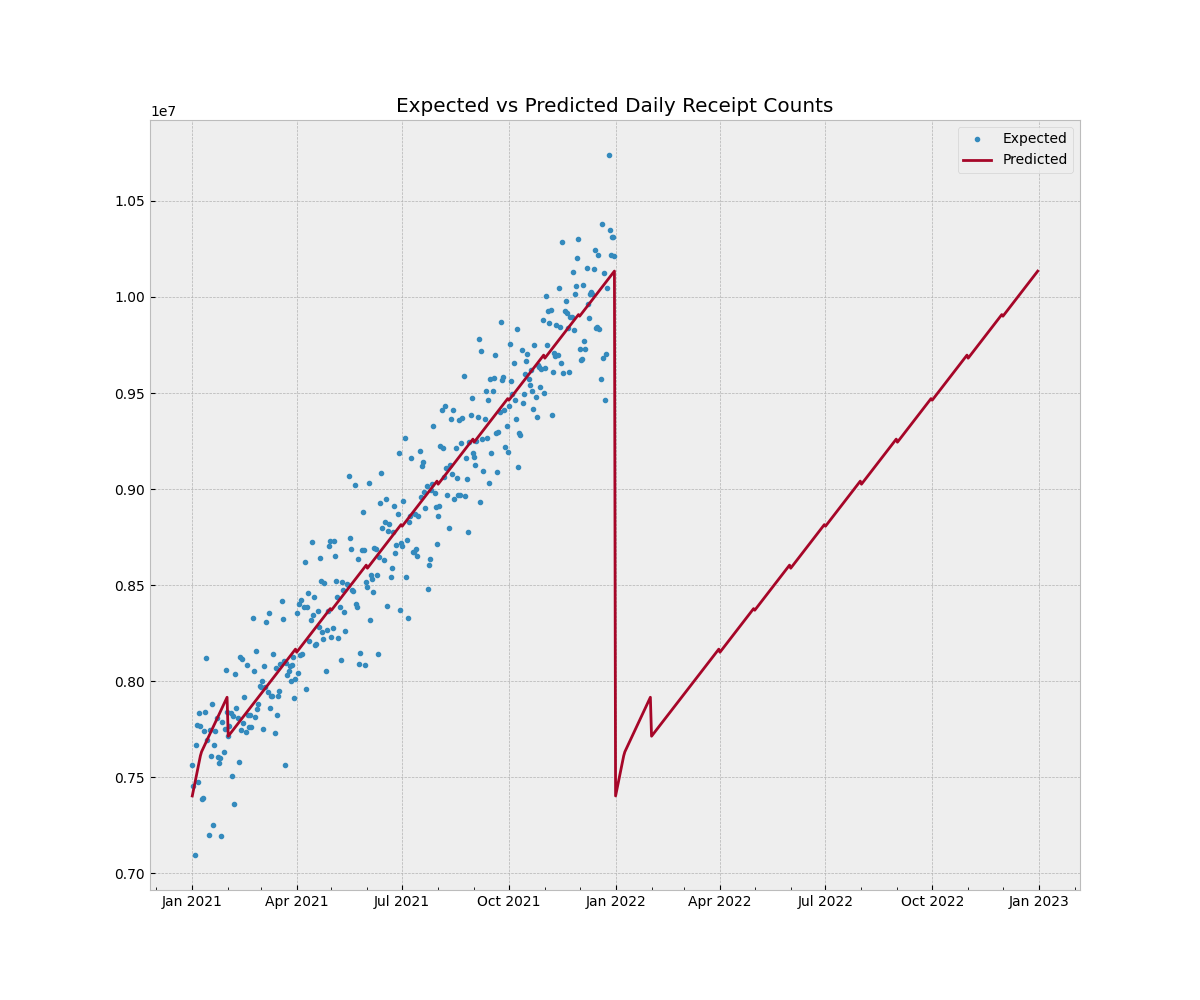 Expected vs Predicted Daily Receipt Counts
1e7
Expected
Predicted
1.05
1.00
0.95
0.90
0.85
0.80
0.75
0.70
Jan 2021 Apr 2021 Jul 2021 Oct 2021 Jan 2022 Apr 2022 Jul 2022 Oct 2022 Jan 2023